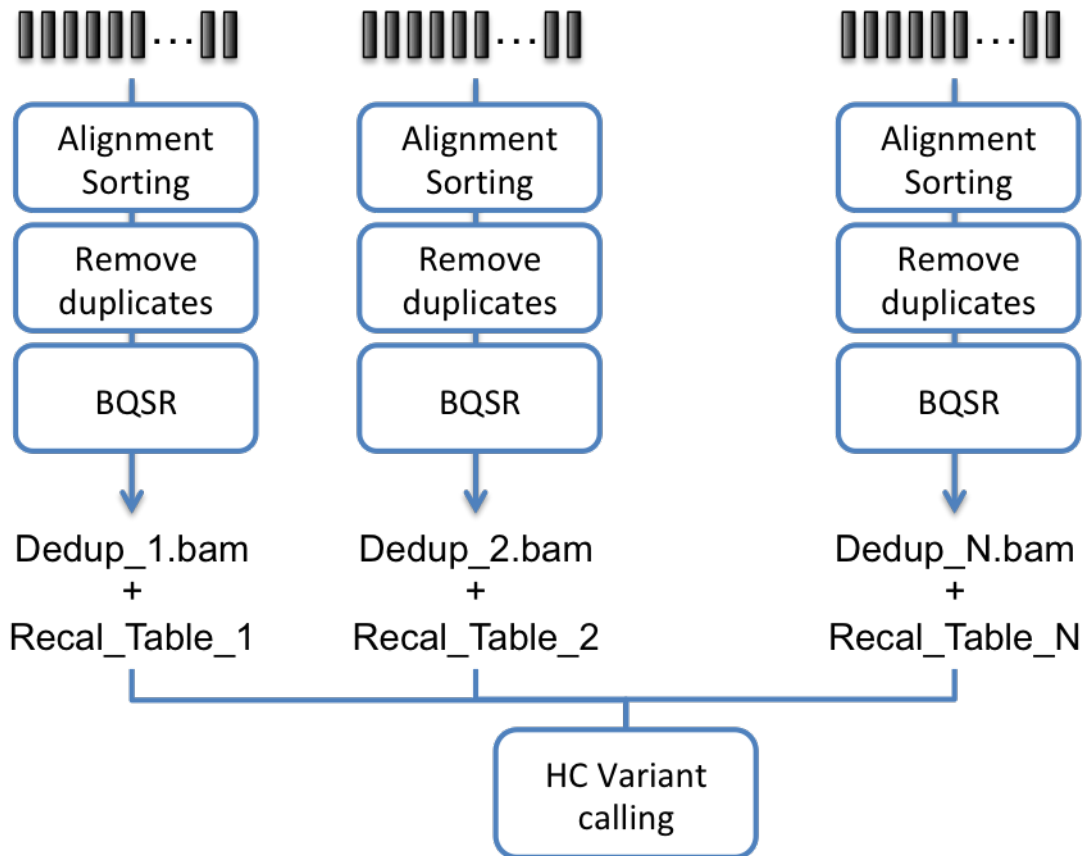 ...
...
...
Alignment
Sorting
Alignment
Sorting
Alignment
Sorting
Remove
duplicates
Remove
duplicates
Remove
duplicates
BQSR
BQSR
BQSR
Dedup_1.bam
+
Recal_Table_1
Dedup_2.bam
+
Recal_Table_2
Dedup_N.bam
+
Recal_Table_N
HC Variant
calling